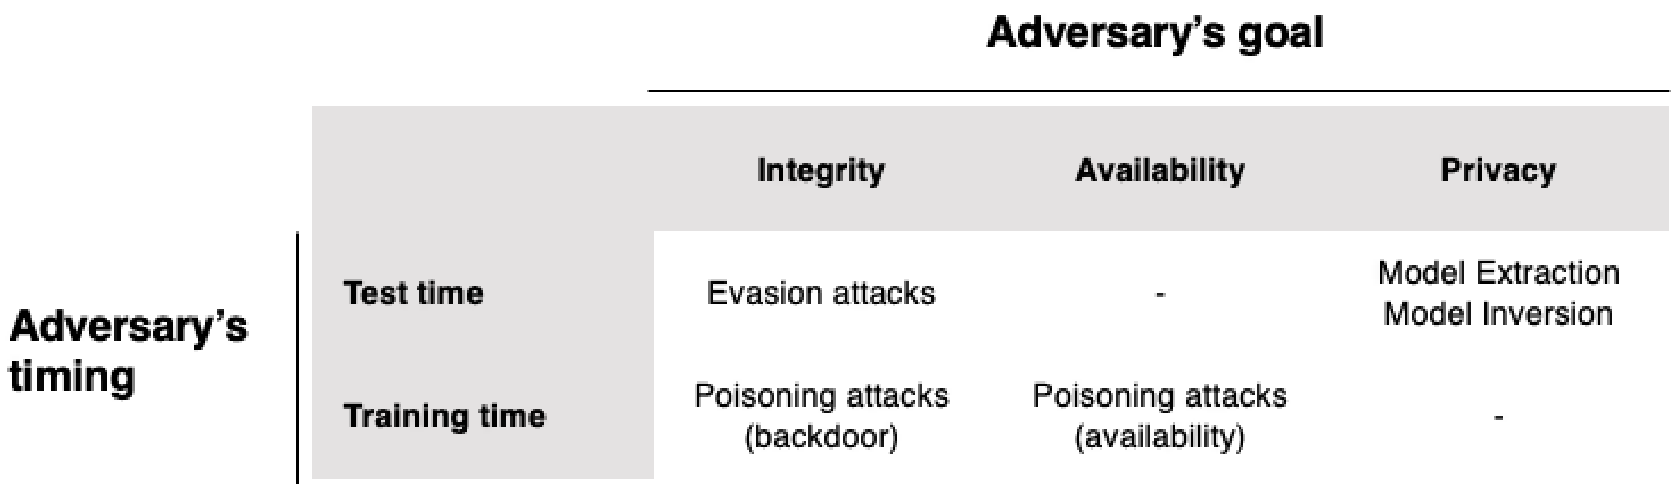 Adversary's goal
Integrity Availability Privacy
Adversary's timing
Test time
Evasion attacks
-
Model Extraction
Model Inversion
Training time
Poisoning attacks
(backdoor)
Poisoning attacks
(availability)
-